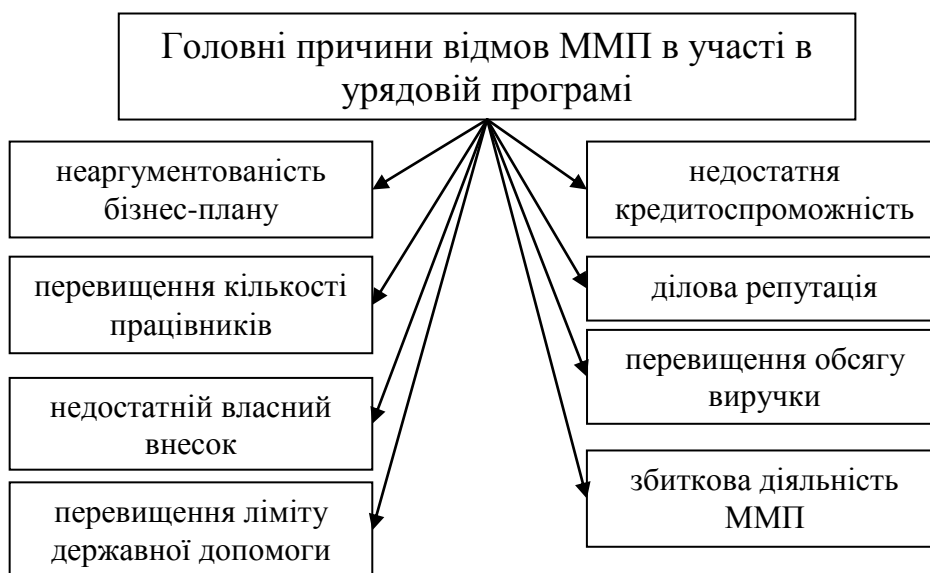 Головні причини відмов ММП в участі в
урядовій програмі
неаргументованість
бізнес-плану
перевищення кількості
працівників
недостатній власний
внесок
перевищення ліміту
державної допомоги
недостатня
кредитоспроможність
ділова репутація
перевищення обсягу
виручки
збиткова діяльність
ММП